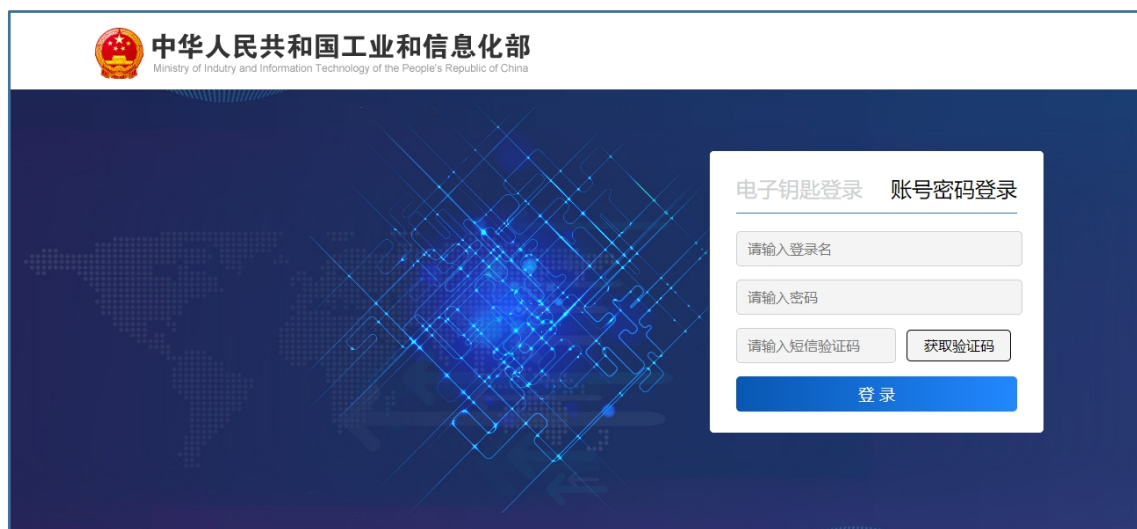 中华人民共和国工业和信息化部
Ministry of Indutry and Information Technology of the People's Republic of China
电子钥匙登录 账号密码登录
请输入登录名
请输入密码
请输入短信验证码 获取验证码
登 录